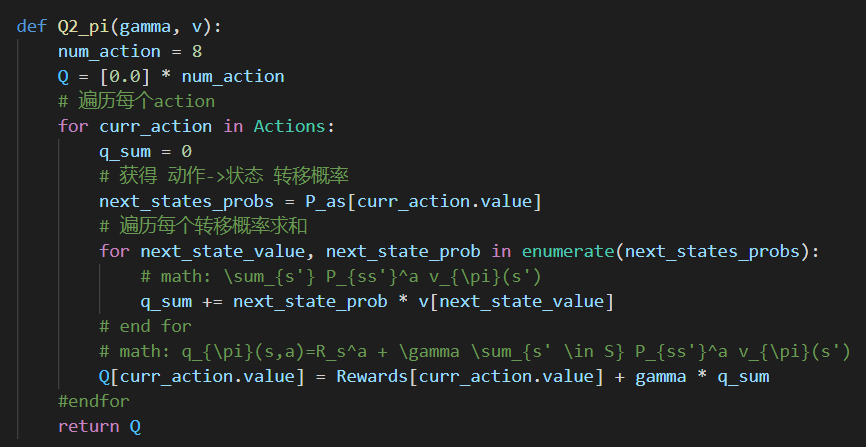 def Q2_pi(gamma, v):
    num_action = 8
    Q = [0.0] * num_action
    # 遍历每个action
    for curr_action in Actions:
        q_sum = 0
        # 获得 动作->状态 转移概率
        next_states_probs = P_as[curr_action.value]
        # 遍历每个转移概率求和
        for next_state_value, next_state_prob in enumerate(next_states_probs):
            # math: \sum_{s'} P_{ss'}^a v_{\pi}(s')
            q_sum += next_state_prob * v[next_state_value]
        # end for
        # math: q_{\pi}(s,a)=R_s^a + \gamma \sum_{s' \in S} P_{ss'}^a v_{\pi}(s')
        Q[curr_action.value] = Rewards[curr_action.value] + gamma * q_sum
    #endfor
    return Q